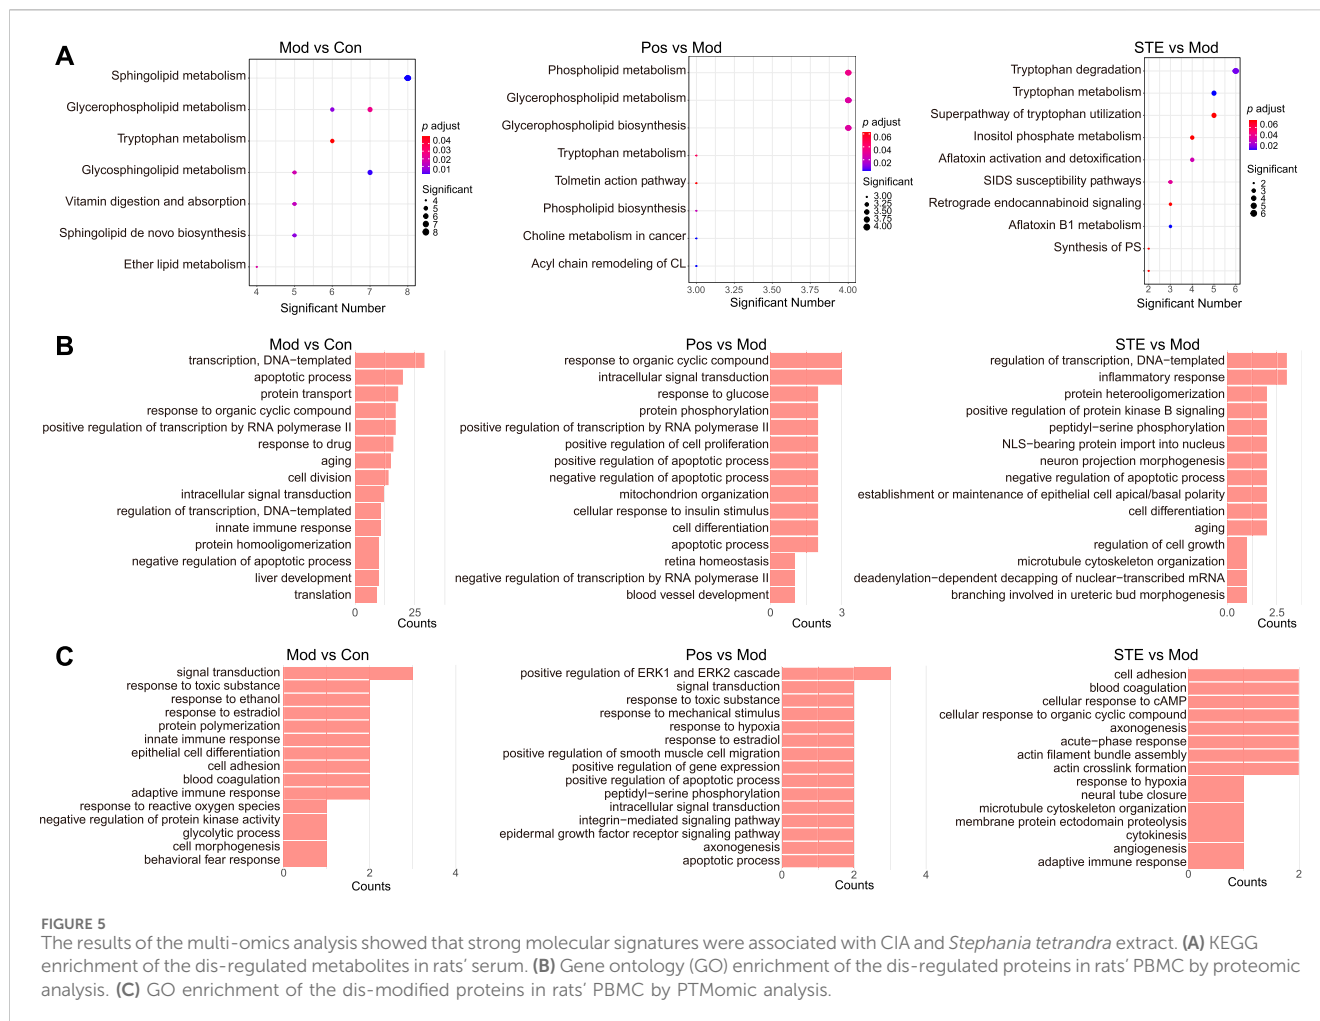 A
Mod vs Con
Sphingolipid metabolism
Glycerophospholipid metabolism
Tryptophan metabolism
Glycosphingolipid metabolism
Vitamin digestion and absorption
Sphingolipid de novo biosynthesis
Ether lipid metabolism
4 5 6 7 8
Significant Number
p adjust
0.04
0.03
0.02
0.01
Significant
4
5
6
7
8
Pos vs Mod
Phospholipid metabolism
Glycerophospholipid metabolism
Glycerophospholipid biosynthesis
Tryptophan metabolism
Tolmetin action pathway
Phospholipid biosynthesis
Choline metabolism in cancer
Acyl chain remodeling of CL
3.00 3.25 3.50 3.75 4.00
Significant Number
p adjust
0.06
0.04
0.02
Significant
3.00
3.25
3.50
3.75
4.00
STE vs Mod
Tryptophan degradation
Tryptophan metabolism
Superpathway of tryptophan utilization
Inositol phosphate metabolism
Aflatoxin activation and detoxification
SIDS susceptibility pathways
Retrograde endocannabinoid signaling
Aflatoxin B1 metabolism
Synthesis of PS
2 3 4 5 6
Significant Number
p adjust
0.06
0.04
0.02
Significant
2
3
4
5
6
B
Mod vs Con
transcription, DNA−templated
apoptotic process
protein transport
response to organic cyclic compound
positive regulation of transcription by RNA polymerase II
response to drug
aging
cell division
intracellular signal transduction
regulation of transcription, DNA−templated
innate immune response
protein homooligomerization
negative regulation of apoptotic process
liver development
translation
0 25
Counts
Pos vs Mod
response to organic cyclic compound
intracellular signal transduction
response to glucose
protein phosphorylation
positive regulation of transcription by RNA polymerase II
positive regulation of cell proliferation
positive regulation of apoptotic process
negative regulation of apoptotic process
mitochondrion organization
cellular response to insulin stimulus
cell differentiation
apoptotic process
retina homeostasis
negative regulation of transcription by RNA polymerase II
blood vessel development
0 3
Counts
STE vs Mod
regulation of transcription, DNA−templated
inflammatory response
protein heterooligomerization
positive regulation of protein kinase B signaling
peptidyl−serine phosphorylation
NLS−bearing protein import into nucleus
neuron projection morphogenesis
negative regulation of apoptotic process
establishment or maintenance of epithelial cell apical/basal polarity
cell differentiation
aging
regulation of cell growth
microtubule cytoskeleton organization
deadenylation−dependent decapping of nuclear−transcribed mRNA
branching involved in ureteric bud morphogenesis
0.0 2.5
Counts
C
Mod vs Con
signal transduction
response to toxic substance
response to ethanol
response to estradiol
protein polymerization
innate immune response
epithelial cell differentiation
cell adhesion
blood coagulation
adaptive immune response
response to reactive oxygen species
negative regulation of protein kinase activity
glycolytic process
cell morphogenesis
behavioral fear response
0 2 4
Counts
Pos vs Mod
positive regulation of ERK1 and ERK2 cascade
signal transduction
response to toxic substance
response to mechanical stimulus
response to hypoxia
response to estradiol
positive regulation of smooth muscle cell migration
positive regulation of gene expression
positive regulation of apoptotic process
peptidyl−serine phosphorylation
intracellular signal transduction
integrin−mediated signaling pathway
epidermal growth factor receptor signaling pathway
axonogenesis
apoptotic process
0 2 4
Counts
STE vs Mod
cell adhesion
blood coagulation
cellular response to cAMP
cellular response to organic cyclic compound
axonogenesis
acute−phase response
actin filament bundle assembly
actin crosslink formation
response to hypoxia
neural tube closure
microtubule cytoskeleton organization
membrane protein ectodomain proteolysis
cytokinesis
angiogenesis
adaptive immune response
0 2
Counts
FIGURE 5
The results of the multi-omics analysis showed that strong molecular signatures were associated with CIA and Stephania tetrandra extract. (A) KEGG
enrichment of the dis-regulated metabolites in rats' serum. (B) Gene ontology (GO) enrichment of the dis-regulated proteins in rats' PBMC by proteomic
analysis. (C) GO enrichment of the dis-modified proteins in rats' PBMC by PTMomic analysis.